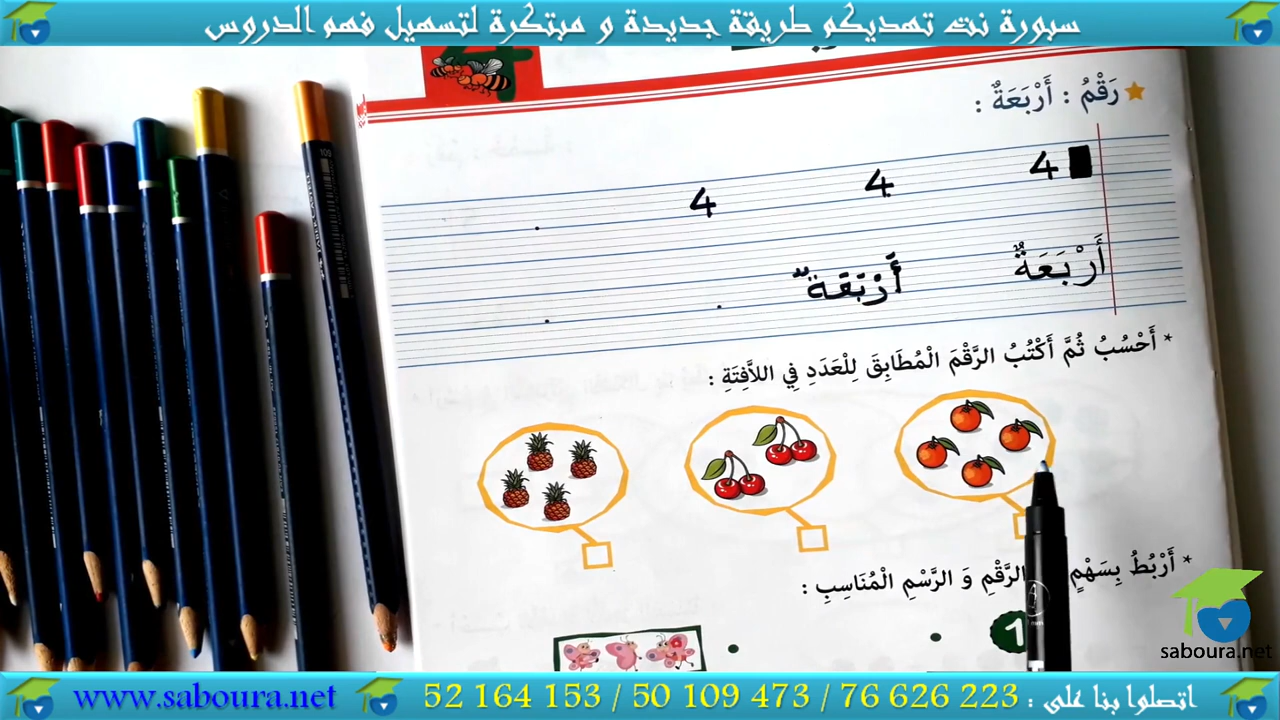 سبورة نت تهديكم طريقة جديدة و مبتكرة لتسهيل فهم الدروس
4
رَقْمُ : أَرْبَعَةٌ :
4 4 4
أَرْبَعَةٌ أَرْبَعَةٌ
* أَحْسُبُ ثُمَّ أَكْتُبُ الرَّقْمَ الْمُطَابِقَ لِلْعَدَدِ فِي اللاَّفِتَةِ :
* أَرْبُطُ بِسَهْمٍ الرَّقْمِ وَ الرَّسْمِ الْمُنَاسِبِ :
1
saboura.net
اتصلوا بنا على : 52 164 153 / 50 109 473 / 76 626 223
www.saboura.net